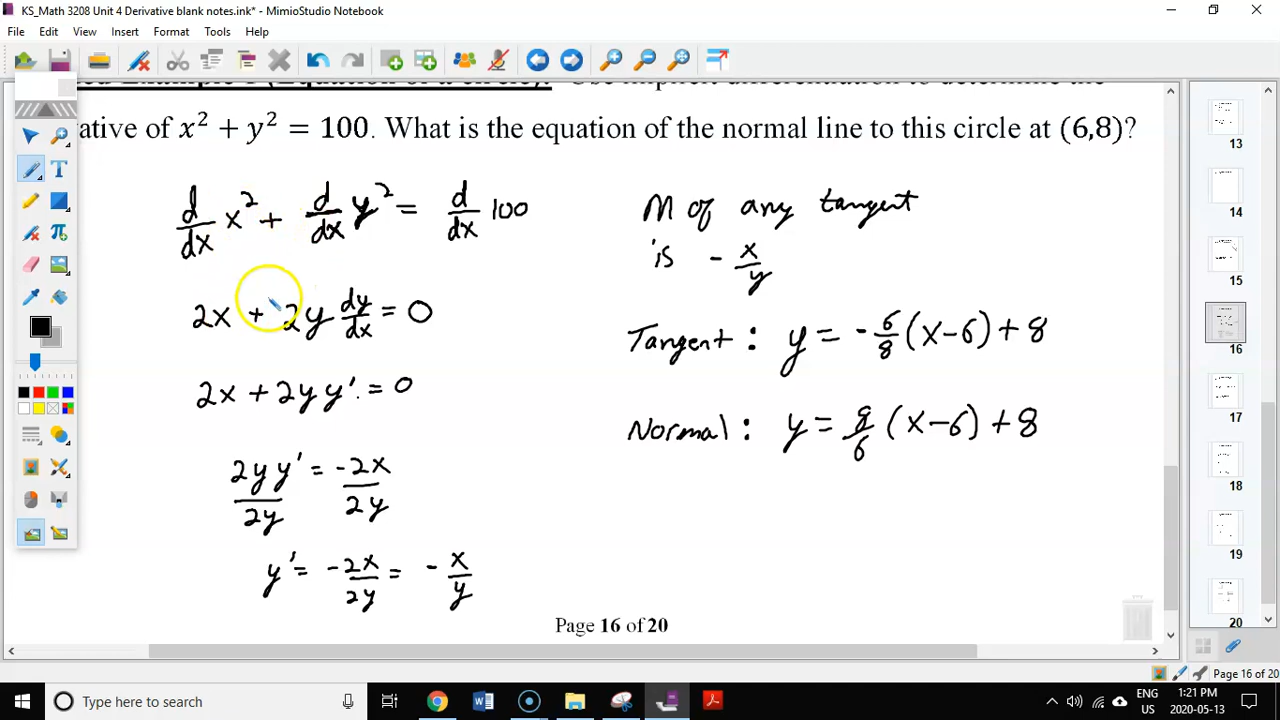 KS_Math 3208 Unit 4 Derivative blank notes.ink* - MimioStudio Notebook
File Edit View Insert Format Tools Help
rative of x² + y² = 100. What is the equation of the normal line to this circle at (6,8)?
d/dx x² + d/dx y² = d/dx 100
2x + 2y dy/dx = 0
2x + 2y y' = 0
2y y'/2y = -2x/2y
y' = -2x/2y = - x/y
M of any tangent
is - x/y
Tangent : y = -6/8 (x-6) + 8
Normal : y = 8/6 (x-6) + 8
Page 16 of 20
13
14
15
16
17
18
19
20
Page 16 of 20
Type here to search
ENG
US
1:21 PM
2020-05-13